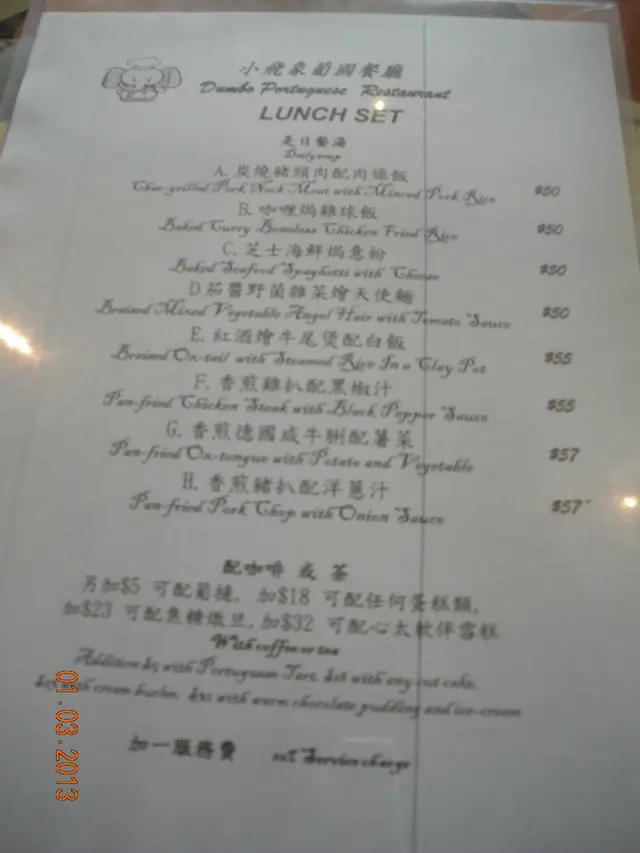 小飛象葡國餐廳
Dumbo Portuguese Restaurant
LUNCH SET
是日餐湯
Daily soup
A. 炭燒豬頸肉配肉燥飯
Char-grilled Pork Neck Meat with Minced Pork Rice $50
B. 咖喱焗雞球飯
Baked Curry Boneless Chicken Fried Rice $50
C. 芝士海鮮焗意粉
Baked Seafood Spaghetti with Cheese $50
D.茄醬野菌雜菜燴天使麵
Braised Mixed Vegetable Angel Hair with Tomato Sauce $50
E. 紅酒燴牛尾煲配白飯
Braised Ox-tail with Steamed Rice In a Clay Pot $55
F. 香煎雞扒配黑椒汁
Pan-fried Chicken Steak with Black Pepper Sauce $55
G. 香煎德國咸牛脷配薯菜
Pan-fried Ox-tongue with Potato and Vegetable $57
H. 香煎豬扒配洋蔥汁
Pan-fried Pork Chop with Onion Sauce $57
配咖啡 或 茶
另加$5 可配葡撻, 加$18 可配任何蛋糕類,
加$23 可配焦糖燉旦,加$32 可配心太軟伴雪糕
With coffee or tea
Addition $5 with Portuguese Tart, $18 with any cut cake,
with cream burlee, with warm chocolate pudding and ice-cream
加一服務費 10% Service charge
01.03.2013